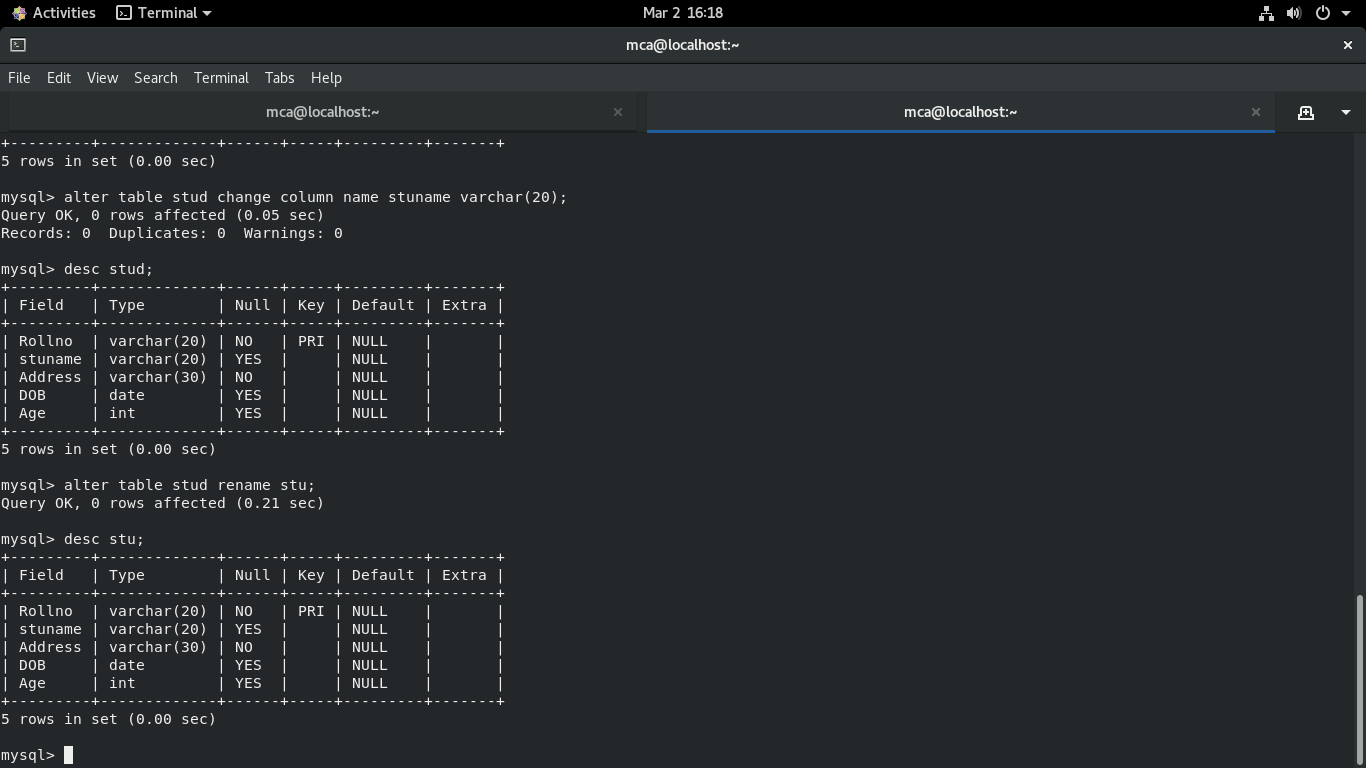 Activities Terminal Mar 2 16:18
mca@localhost:~
File Edit View Search Terminal Tabs Help
mca@localhost:~ mca@localhost:~
+---------+-------------+------+-----+---------+-------+
5 rows in set (0.00 sec)
mysql> alter table stud change column name stuname varchar(20);
Query OK, 0 rows affected (0.05 sec)
Records: 0  Duplicates: 0  Warnings: 0
mysql> desc stud;
+---------+-------------+------+-----+---------+-------+
| Field   | Type        | Null | Key | Default | Extra |
+---------+-------------+------+-----+---------+-------+
| Rollno  | varchar(20) | NO   | PRI | NULL    |       |
| stuname | varchar(20) | YES  |     | NULL    |       |
| Address | varchar(30) | NO   |     | NULL    |       |
| DOB     | date        | YES  |     | NULL    |       |
| Age     | int         | YES  |     | NULL    |       |
+---------+-------------+------+-----+---------+-------+
5 rows in set (0.00 sec)
mysql> alter table stud rename stu;
Query OK, 0 rows affected (0.21 sec)
mysql> desc stu;
+---------+-------------+------+-----+---------+-------+
| Field   | Type        | Null | Key | Default | Extra |
+---------+-------------+------+-----+---------+-------+
| Rollno  | varchar(20) | NO   | PRI | NULL    |       |
| stuname | varchar(20) | YES  |     | NULL    |       |
| Address | varchar(30) | NO   |     | NULL    |       |
| DOB     | date        | YES  |     | NULL    |       |
| Age     | int         | YES  |     | NULL    |       |
+---------+-------------+------+-----+---------+-------+
5 rows in set (0.00 sec)
mysql>